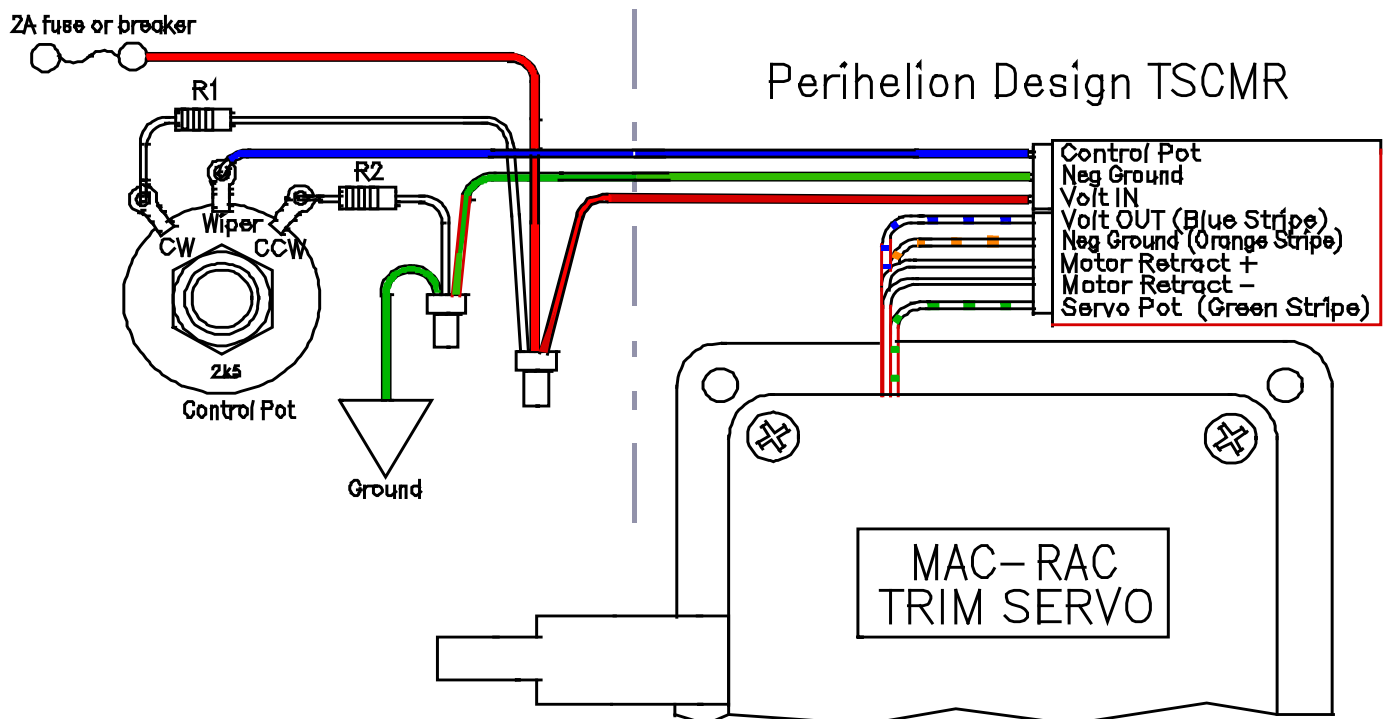 2A fuse or breaker
Perihelion Design TSCMR
R1
R2
Wiper
CW
CCW
2k5
Control Pot
Ground
Control Pot
Neg Ground
Volt IN
Volt OUT (Blue Stripe)
Neg Ground (Orange Stripe)
Motor Retract +
Motor Retract -
Servo Pot (Green Stripe)
MAC-RAC
TRIM SERVO